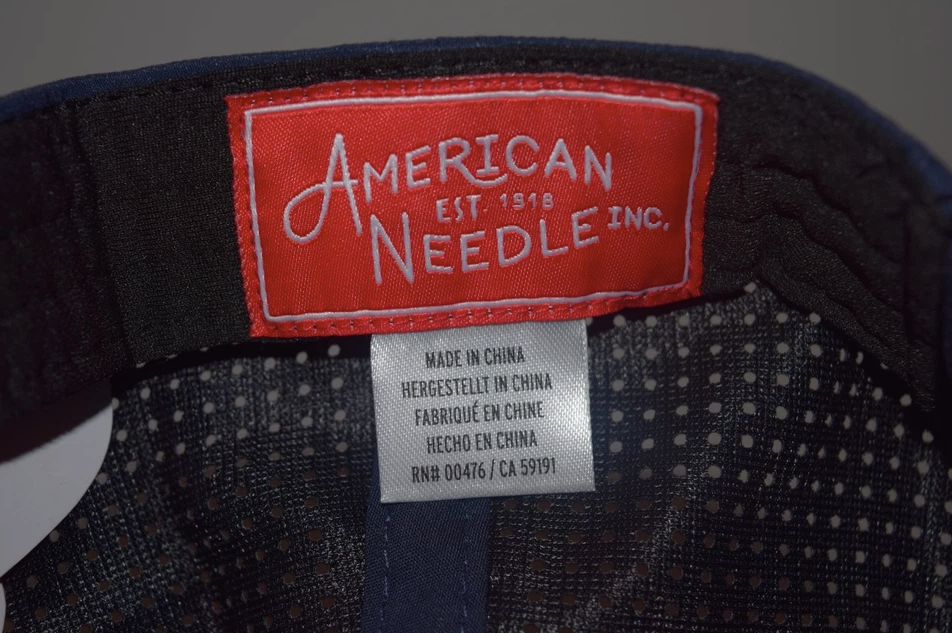 AMERICAN
EST. 1918
NEEDLE INC.
MADE IN CHINA
HERGESTELLT IN CHINA
FABRIQUÉ EN CHINE
HECHO EN CHINA
RN# 00476 / CA 59191